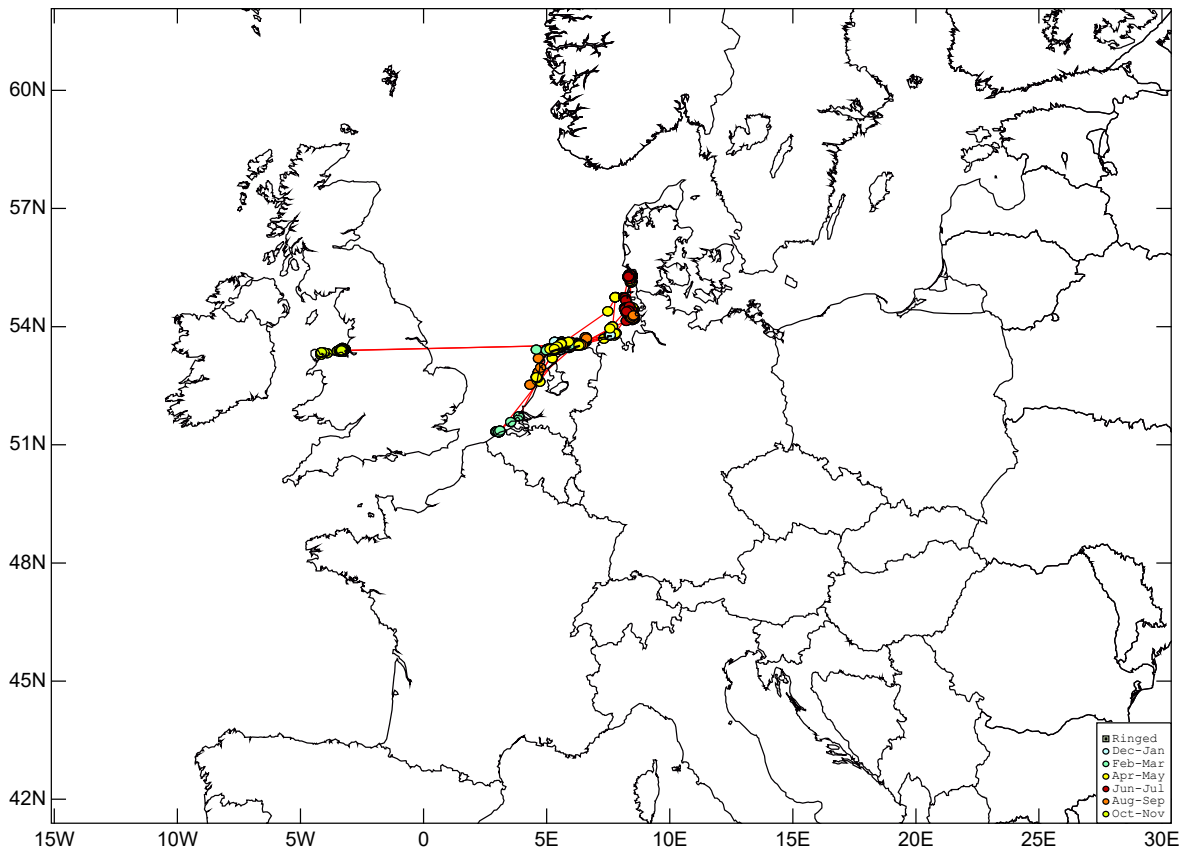 60N
57N
54N
51N
48N
45N
42N
Ringed
Dec-Jan
Feb-Mar
Apr-May
Jun-Jul
Aug-Sep
Oct-Nov
15W 10W 5W 0 5E 10E 15E 20E 25E 30E